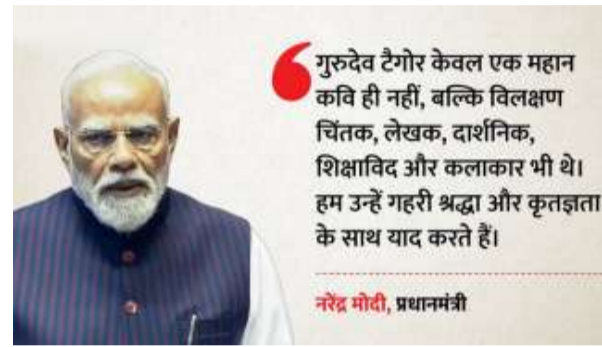 गुरुदेव टैगोर केवल एक महान
कवि ही नहीं, बल्कि विलक्षण
चिंतक, लेखक, दार्शनिक,
शिक्षाविद और कलाकार भी थे।
हम उन्हें गहरी श्रद्धा और कृतज्ञता
के साथ याद करते हैं।
नरेंद्र मोदी, प्रधानमंत्री